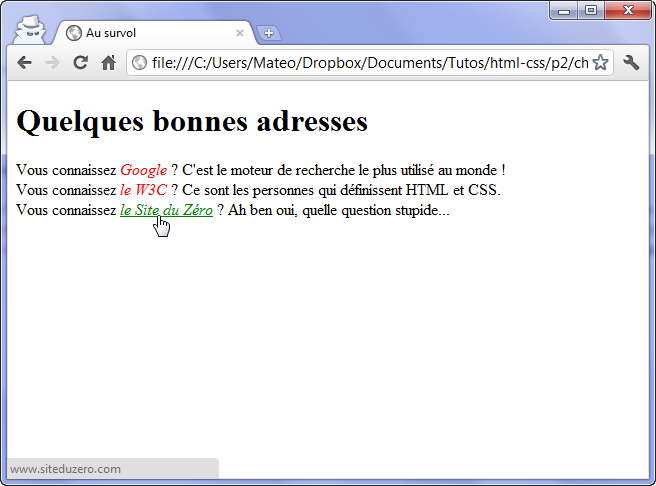 Au survol
file:///C:/Users/Mateo/Dropbox/Documents/Tutos/html-css/p2/ch
Quelques bonnes adresses
Vous connaissez Google ? C'est le moteur de recherche le plus utilisé au monde !
Vous connaissez le W3C ? Ce sont les personnes qui définissent HTML et CSS.
Vous connaissez le Site du Zéro ? Ah ben oui, quelle question stupide...
www.siteduzero.com